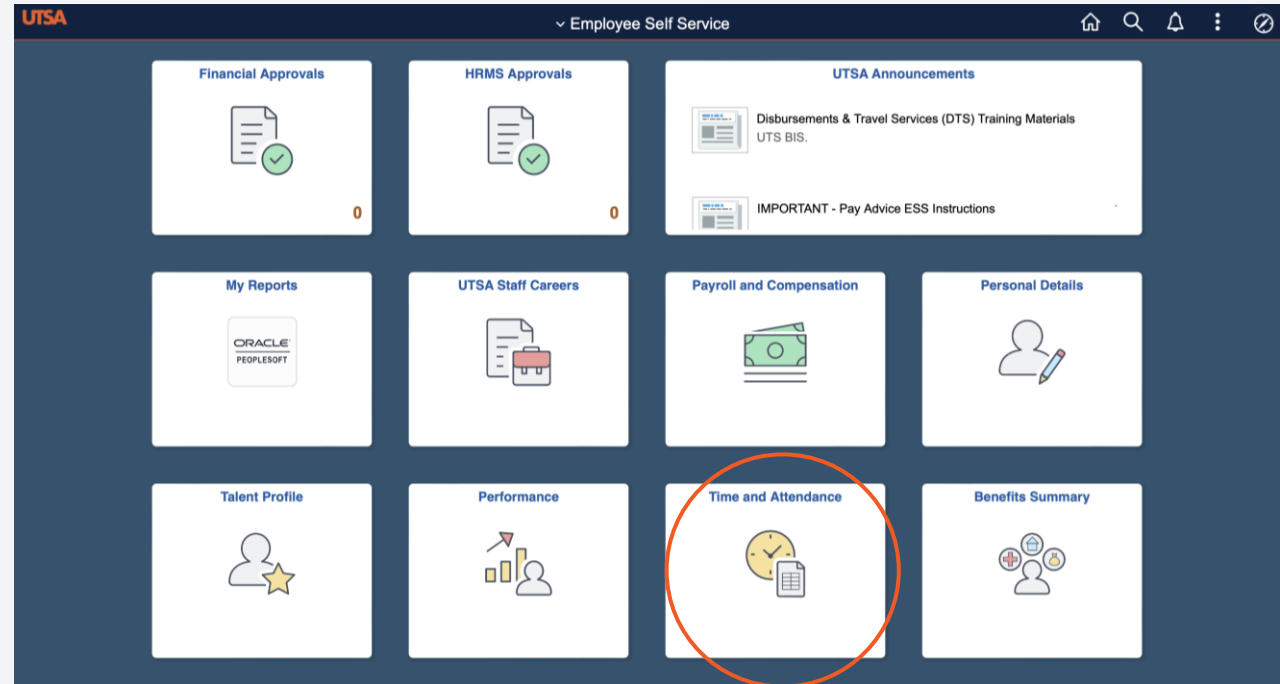 UTSA
Employee Self Service
Financial Approvals
0
HRMS Approvals
0
UTSA Announcements
Disbursements & Travel Services (DTS) Training Materials
UTS BIS.
IMPORTANT - Pay Advice ESS Instructions
My Reports
ORACLE
PEOPLESOFT
UTSA Staff Careers
Payroll and Compensation
Personal Details
Talent Profile
Performance
Time and Attendance
Benefits Summary